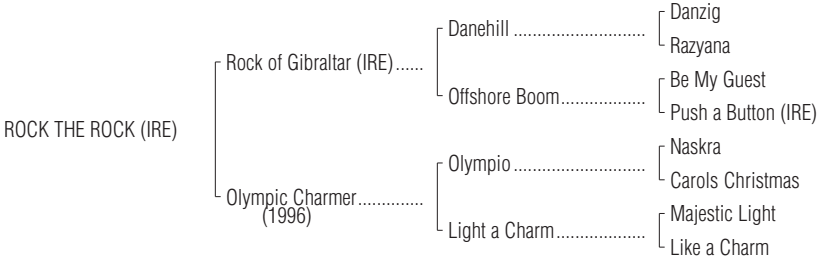 Danzig
Danehill ............................
Razyana
Rock of Gibraltar (IRE) ......
Be My Guest
Offshore Boom..................
Push a Button (IRE)
ROCK THE ROCK (IRE)
Naskra
Olympio ............................
Carols Christmas
Olympic Charmer..............
(1996)
Majestic Light
Light a Charm...................
Like a Charm